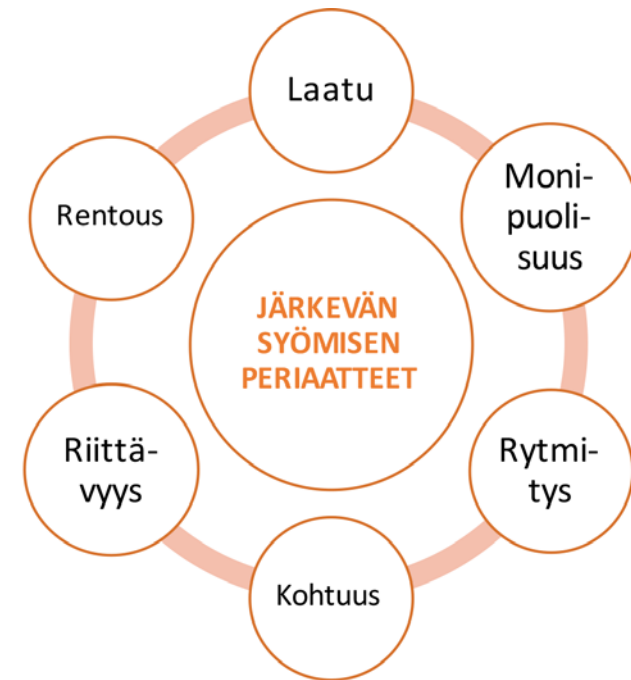 Laatu
Moni-
puoli-
suus
Rytmi-
tys
Kohtuus
Riittä-
vyys
Rentous
JÄRKEVÄN
SYÖMISEN
PERIAATTEET